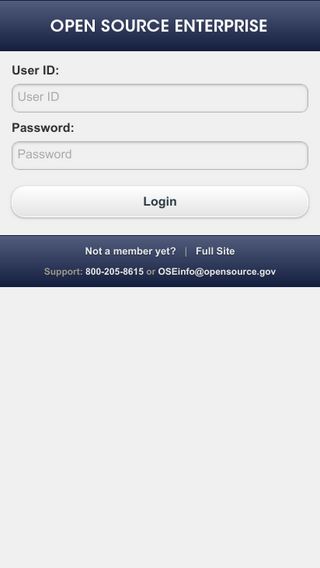 OPEN SOURCE ENTERPRISE
User ID:
User ID
Password:
Password
Login
Not a member yet? | Full Site
Support: 800-205-8615 or OSEinfo@opensource.gov